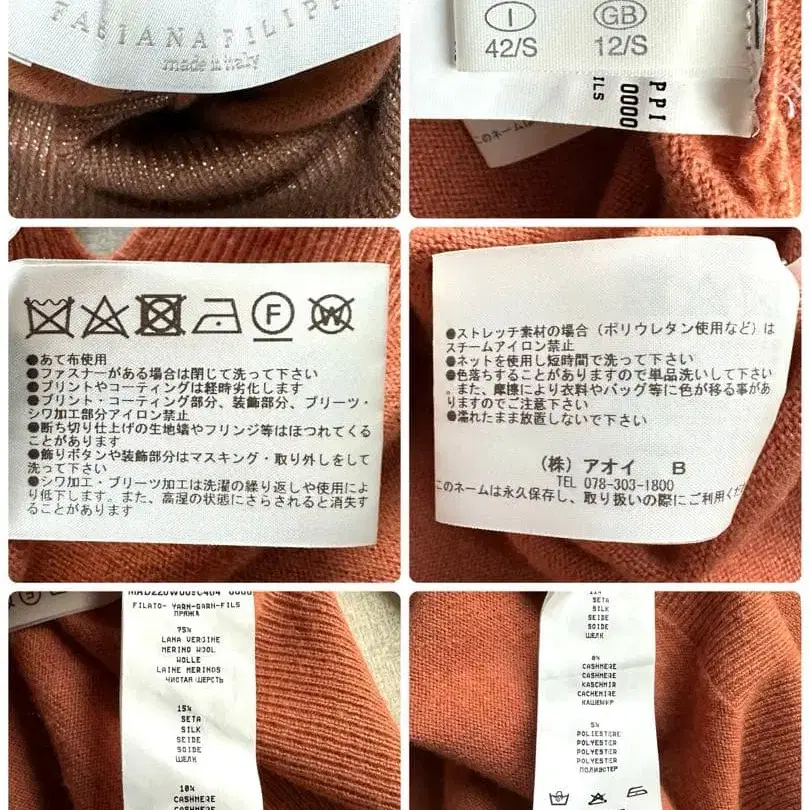 FABIANA FILIPP
made in italy
I
42/S
GB
12/S
PPI
0000
ILS
このネームは
●あて布使用
●ファスナーがある場合は閉じて洗って下さい
●プリントやコーティングは経時劣化します
●プリント・コーティング部分、装飾部分、プリーツ・
シワ加工部分アイロン禁止
●断ち切り仕上げの生地端やフリンジ等はほつれてくる
ことがあります
●飾りボタンや装飾部分はマスキング・取り外しをして
洗って下さい
●シワ加工・プリーツ加工は洗濯の繰り返しや使用によ
り低下します。また、高湿の状態にさらされると消失す
ることがあります
●ストレッチ素材の場合（ポリウレタン使用など）は
スチームアイロン禁止
●ネットを使用し短時間で洗って下さい
●色落ちすることがありますので単品洗いして下さい
。また、摩擦により衣料やバッグ等に色が移る事があ
りますのでご注意下さい
●濡れたまま放置しないで下さい
（株）アオイ B
TEL 078-303-1800
このネームは永久保存し、取り扱いの際にご利用くだ
FILATO- YARN-GARN-FILS
ПРЯЖА
75%
LANA VERGINE
MERINO WOOL
WOLLE
LAINE MERINOS
ЧИСТАЯ ШЕРСТЬ
15%
SETA
SILK
SEIDE
SOIE
ШЕЛК
10%
CASHMERE
CASHMERE
SETA
SILK
SEIDE
SOIDE
ШЕЛК
CASHMERE
CASHMERE
KASCHMIR
CACHEMIRE
КАШЕМИР
5%
POLIESTERE
POLYESTER
POLYESTER
POLYESTER
ПОЛИЭСТЕР